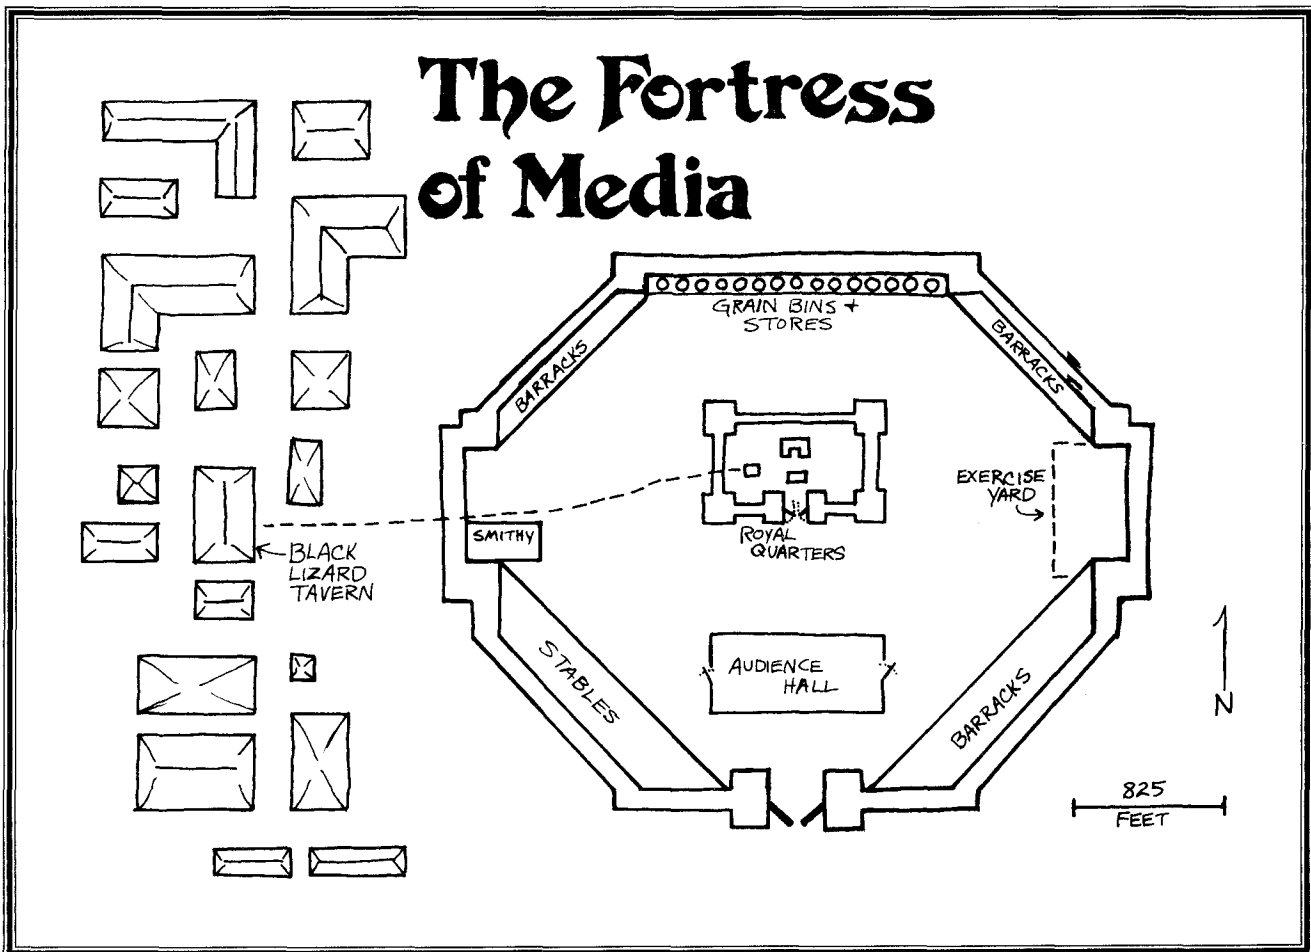 The Fortress
of Media
GRAIN BINS +
STORES
BARRACKS
BARRACKS
EXERCISE
YARD
SMITHY
ROYAL
QUARTERS
BLACK
LIZARD
TAVERN
STABLES
AUDIENCE
HALL
BARRACKS
N
825
FEET